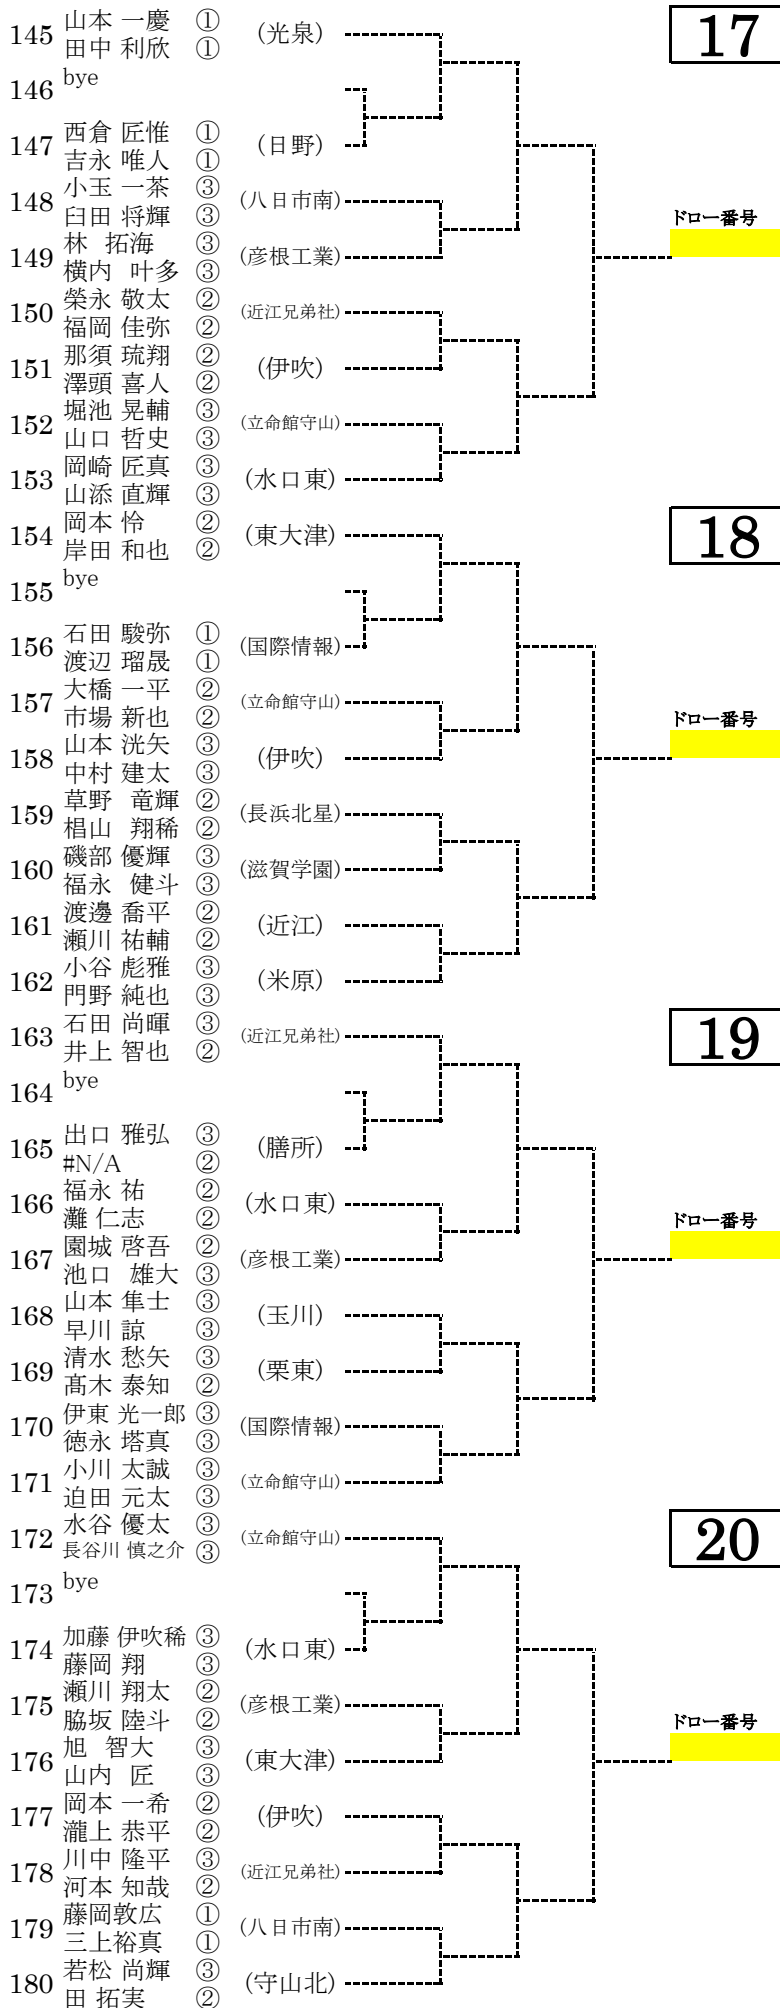 17
145 山本 一慶 ① (光泉)
田中 利欣 ①
146 bye
147 西倉 匠惟 ① (日野)
吉永 唯人 ①
148 小玉 一茶 ③ (八日市南)
臼田 将輝 ③
ドロー番号
149 林 拓海 ③ (彦根工業)
横内 叶多 ③
150 榮永 敬太 ② (近江兄弟社)
福岡 佳弥 ②
151 那須 琉翔 ② (伊吹)
澤頭 喜人 ②
152 堀池 晃輔 ③ (立命館守山)
山口 哲史 ③
153 岡崎 匠真 ③ (水口東)
山添 直輝 ③
18
154 岡本 怜 ② (東大津)
岸田 和也 ②
155 bye
156 石田 駿弥 ① (国際情報)
渡辺 瑠晟 ①
157 大橋 一平 ② (立命館守山)
市場 新也 ②
ドロー番号
158 山本 洸矢 ③ (伊吹)
中村 建太 ③
159 草野 竜輝 ② (長浜北星)
椙山 翔稀 ②
160 磯部 優輝 ③ (滋賀学園)
福永 健斗 ③
161 渡邊 喬平 ② (近江)
瀬川 祐輔 ②
162 小谷 彪雅 ③ (米原)
門野 純也 ③
19
163 石田 尚暉 ③ (近江兄弟社)
井上 智也 ②
164 bye
165 出口 雅弘 ③ (膳所)
#N/A ②
166 福永 祐 ② (水口東)
灘 仁志 ②
ドロー番号
167 園城 啓吾 ② (彦根工業)
池口 雄大 ③
168 山本 隼士 ③ (玉川)
早川 諒 ③
169 清水 愁矢 ③ (栗東)
髙木 泰知 ②
170 伊東 光一郎 ③ (国際情報)
徳永 塔真 ③
171 小川 太誠 ③ (立命館守山)
迫田 元太 ③
20
172 水谷 優太 ③ (立命館守山)
長谷川 慎之介 ③
173 bye
174 加藤 伊吹稀 ③ (水口東)
藤岡 翔 ③
175 瀬川 翔太 ② (彦根工業)
脇坂 陸斗 ②
ドロー番号
176 旭 智大 ③ (東大津)
山内 匠 ③
177 岡本 一希 ② (伊吹)
瀧上 恭平 ②
178 川中 隆平 ③ (近江兄弟社)
河本 知哉 ②
179 藤岡敦広 ① (八日市南)
三上裕真 ①
180 若松 尚輝 ③ (守山北)
田 拓実 ②